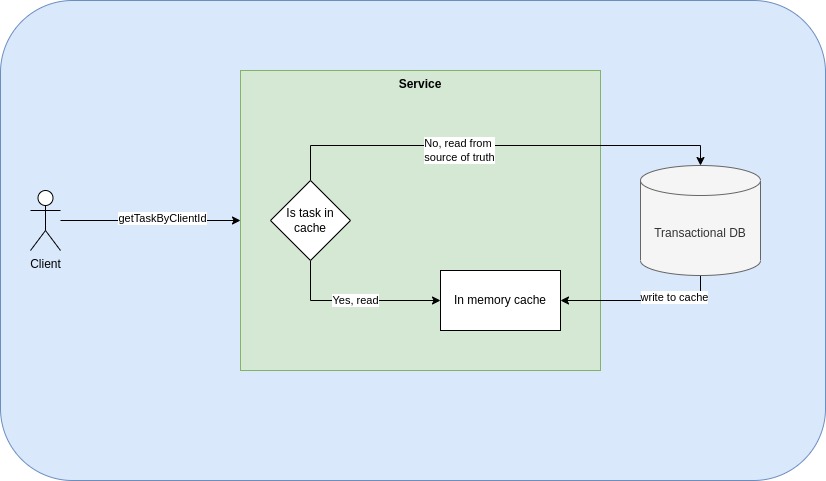 Service
No, read from
source of truth
getTaskByClientId
Is task in
cache
Transactional DB
Client
Yes, read
In memory cache
write to cache